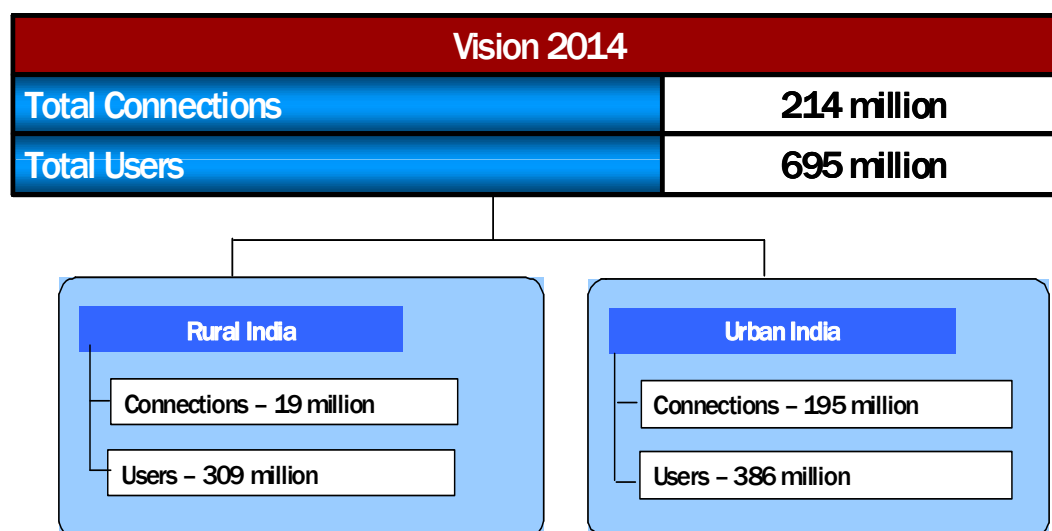 Vision 2014
Total Connections 214 million
Total Users 695 million
Rural India
Connections – 19 million
Users – 309 million
Urban India
Connections – 195 million
Users – 386 million